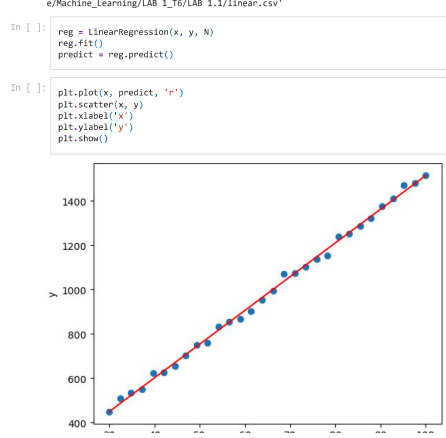 e/Machine_Learning/LAB 1_T6/LAB 1.1/linear.csv'
In [ ]:
reg = LinearRegression(x, y, N)
reg.fit()
predict = reg.predict()
In [ ]:
plt.plot(x, predict, 'r')
plt.scatter(x, y)
plt.xlabel('x')
plt.ylabel('y')
plt.show()
1400
1200
1000
800
600
400
y